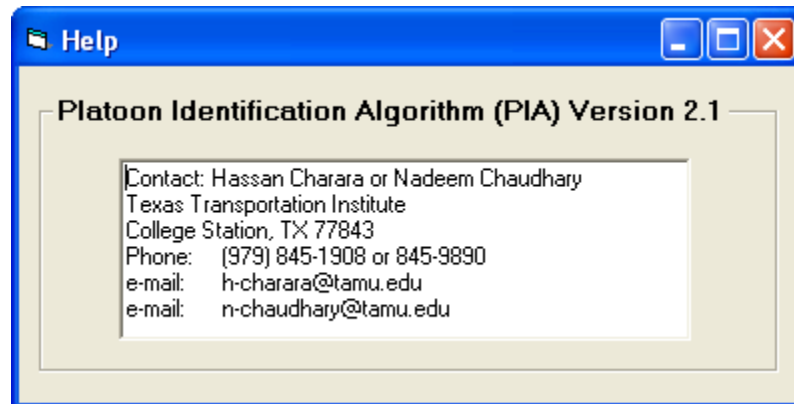 Help
Platoon Identification Algorithm (PIA) Version 2.1
Contact: Hassan Charara or Nadeem Chaudhary
Texas Transportation Institute
College Station, TX 77843
Phone: (979) 845-1908 or 845-9890
e-mail: h-charara@tamu.edu
e-mail: n-chaudhary@tamu.edu